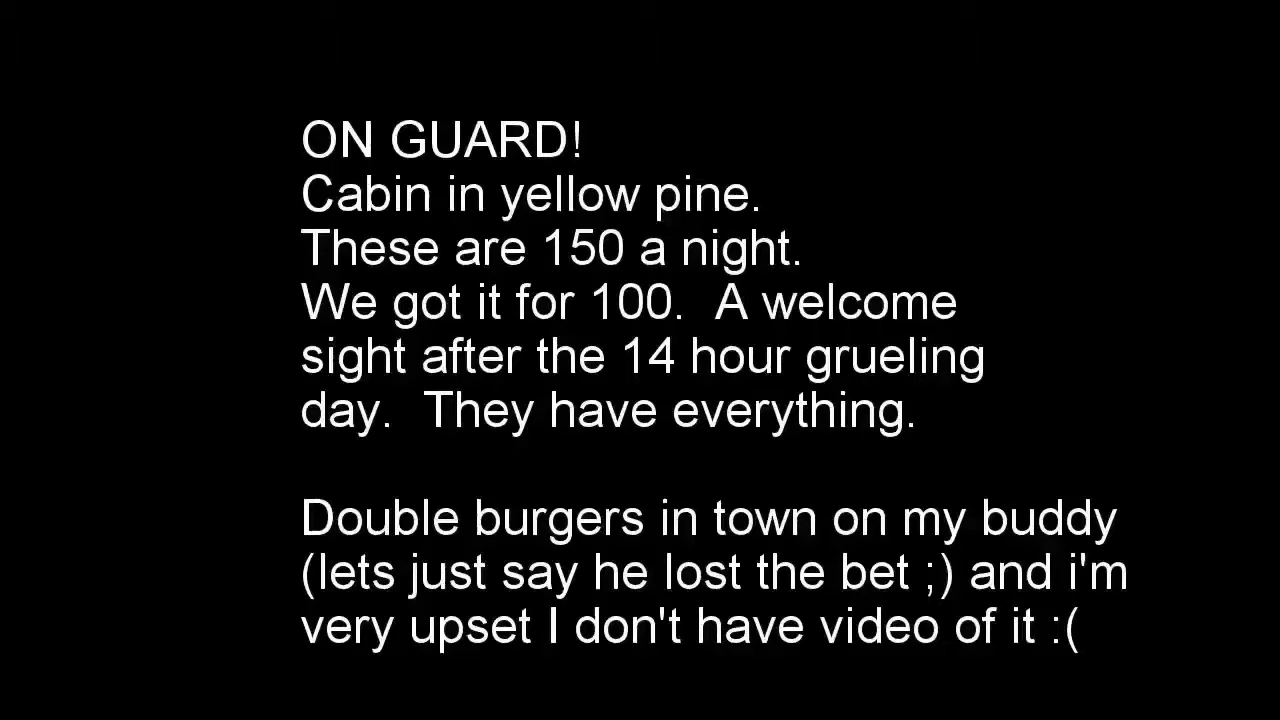 ON GUARD!
Cabin in yellow pine.
These are 150 a night.
We got it for 100.  A welcome
sight after the 14 hour grueling
day.  They have everything.
Double burgers in town on my buddy
(lets just say he lost the bet ;) and i'm
very upset I don't have video of it :(